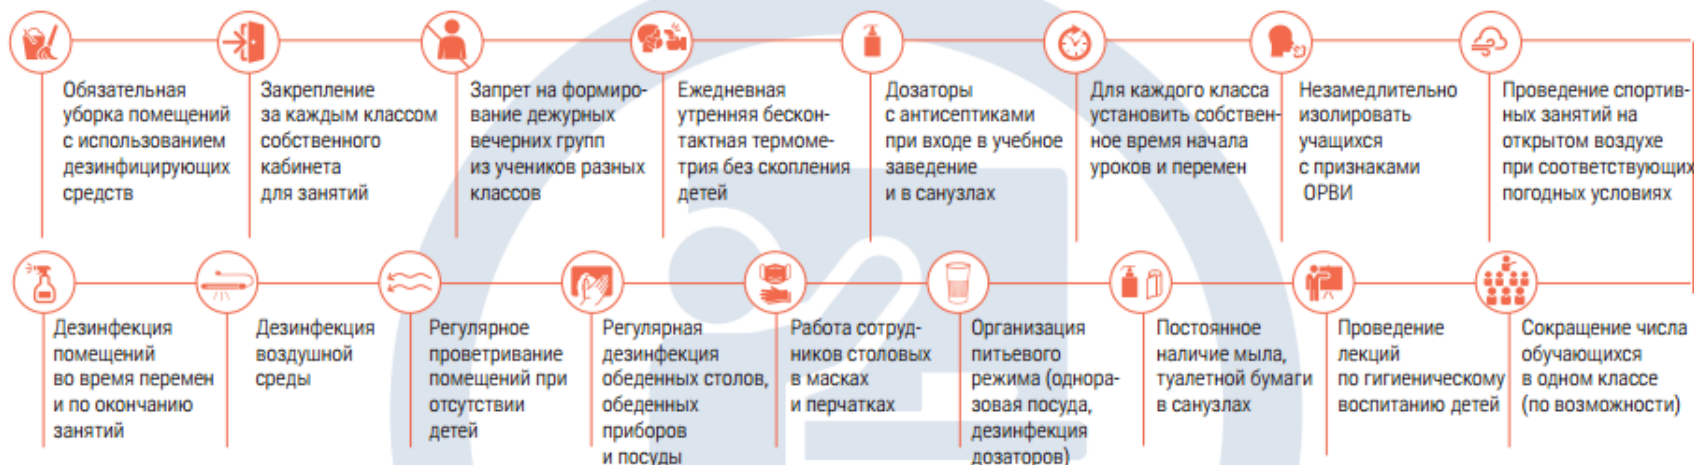 Обязательная
уборка помещений
с использованием
дезинфицирующих
средств
Закрепление
за каждым классом
собственного
кабинета
для занятий
Запрет на формиро-
вание дежурных
вечерних групп
из учеников разных
классов
Ежедневная
утренняя бескон-
тактная термоме-
трия без скопления
детей
Дозаторы
с антисептиками
при входе в учебное
заведение
и в санузлах
Для каждого класса
установить собствен-
ное время начала
уроков и перемен
Незамедлительно
изолировать
учащихся
с признаками
ОРВИ
Проведение спортив-
ных занятий на
открытом воздухе
при соответствующих
погодных условиях
Дезинфекция
помещений
во время перемен
и по окончанию
занятий
Дезинфекция
воздушной
среды
Регулярное
проветривание
помещений при
отсутствии
детей
Регулярная
дезинфекция
обеденных столов,
обеденных
приборов
и посуды
Работа сотруд-
ников столовых
в масках
и перчатках
Организация
питьевого
режима (однора-
зовая посуда,
дезинфекция
дозаторов)
Постоянное
наличие мыла,
туалетной бумаги
в санузлах
Проведение
лекций
по гигиеническому
воспитанию детей
Сокращение числа
обучающихся
в одном классе
(по возможности)